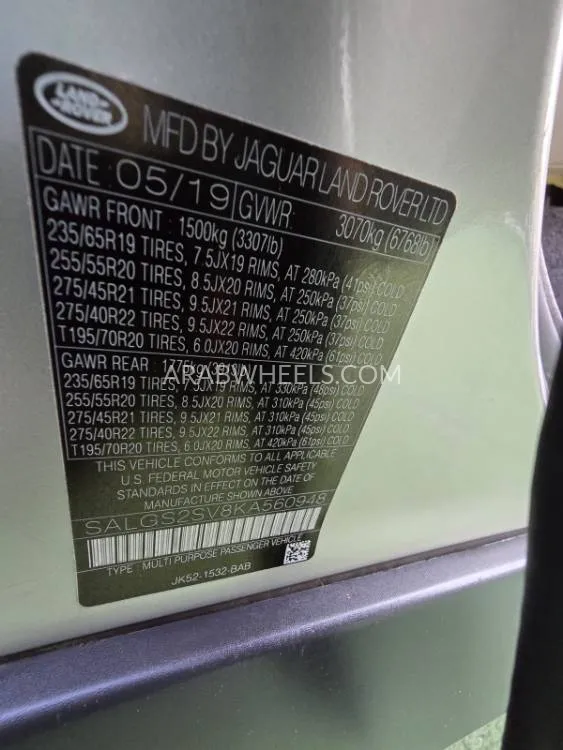 LAND
ROVER
MFD BY JAGUAR LAND ROVER LTD
DATE 05/19 GVWR: 3070kg (6768lb)
GAWR FRONT : 1500kg (3307lb)
235/65R19 TIRES, 7.5JX19 RIMS, AT 280kPa (41psi) COLD
255/55R20 TIRES, 8.5JX20 RIMS, AT 250kPa (37psi) COLD
275/45R21 TIRES, 9.5JX21 RIMS, AT 250kPa (37psi) COLD
275/40R22 TIRES, 9.5JX22 RIMS, AT 250kPa (37psi) COLD
T195/70R20 TIRES, 6.0JX20 RIMS, AT 420kPa (61psi) COLD
GAWR REAR :
ARABWHEELS.COM
235/65R19 TIRES, 7.5JX19 RIMS, AT 330kPa (48psi) COLD
255/55R20 TIRES, 8.5JX20 RIMS, AT 310kPa (45psi) COLD
275/45R21 TIRES, 9.5JX21 RIMS, AT 310kPa (45psi) COLD
275/40R22 TIRES, 9.5JX22 RIMS, AT 310kPa (45psi) COLD
T195/70R20 TIRES, 6.0JX20 RIMS, AT 420kPa (61psi) COLD
THIS VEHICLE CONFORMS TO ALL APPLICABLE
U.S. FEDERAL MOTOR VEHICLE SAFETY
STANDARDS IN EFFECT ON THE DATE OF
MANUFACTURE SHOWN ABOVE
SALGS2SV8KA560948
TYPE : MULTI PURPOSE PASSENGER VEHICLE
JK52-1532-BAB